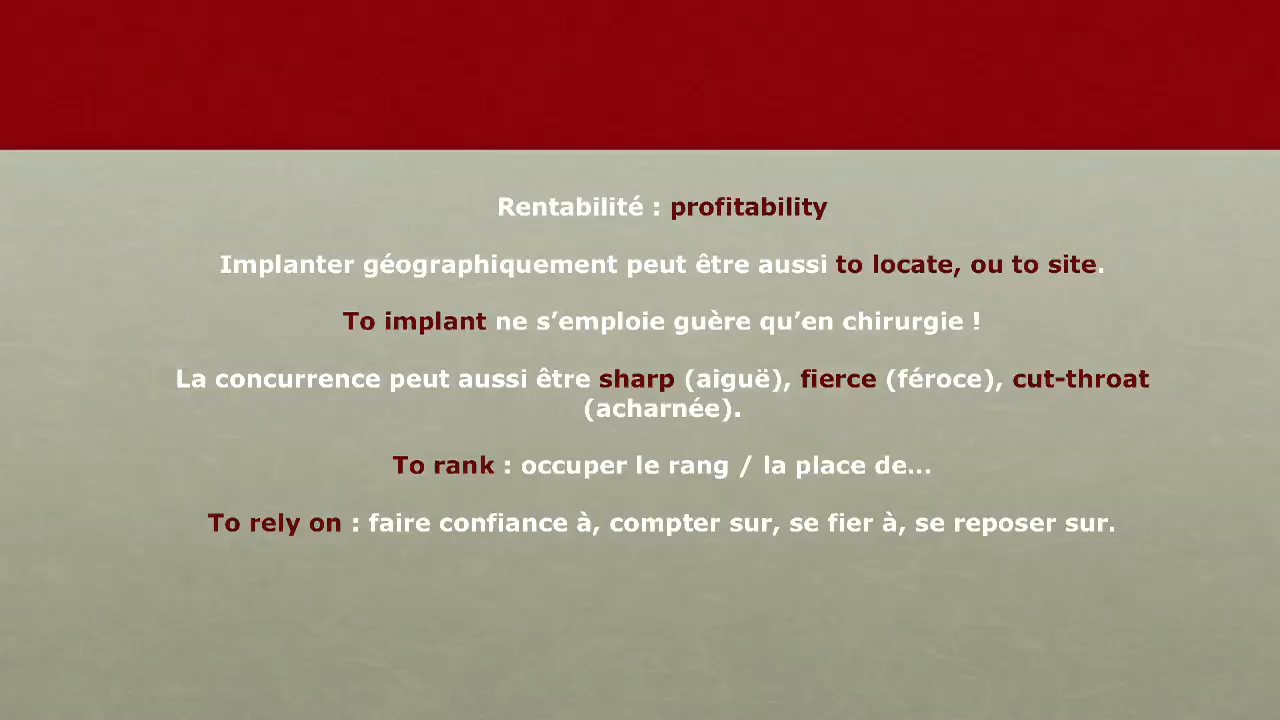 Rentabilité : profitability
Implanter géographiquement peut être aussi to locate, ou to site.
To implant ne s’emploie guère qu’en chirurgie !
La concurrence peut aussi être sharp (aiguë), fierce (féroce), cut-throat
(acharnée).
To rank : occuper le rang / la place de…
To rely on : faire confiance à, compter sur, se fier à, se reposer sur.